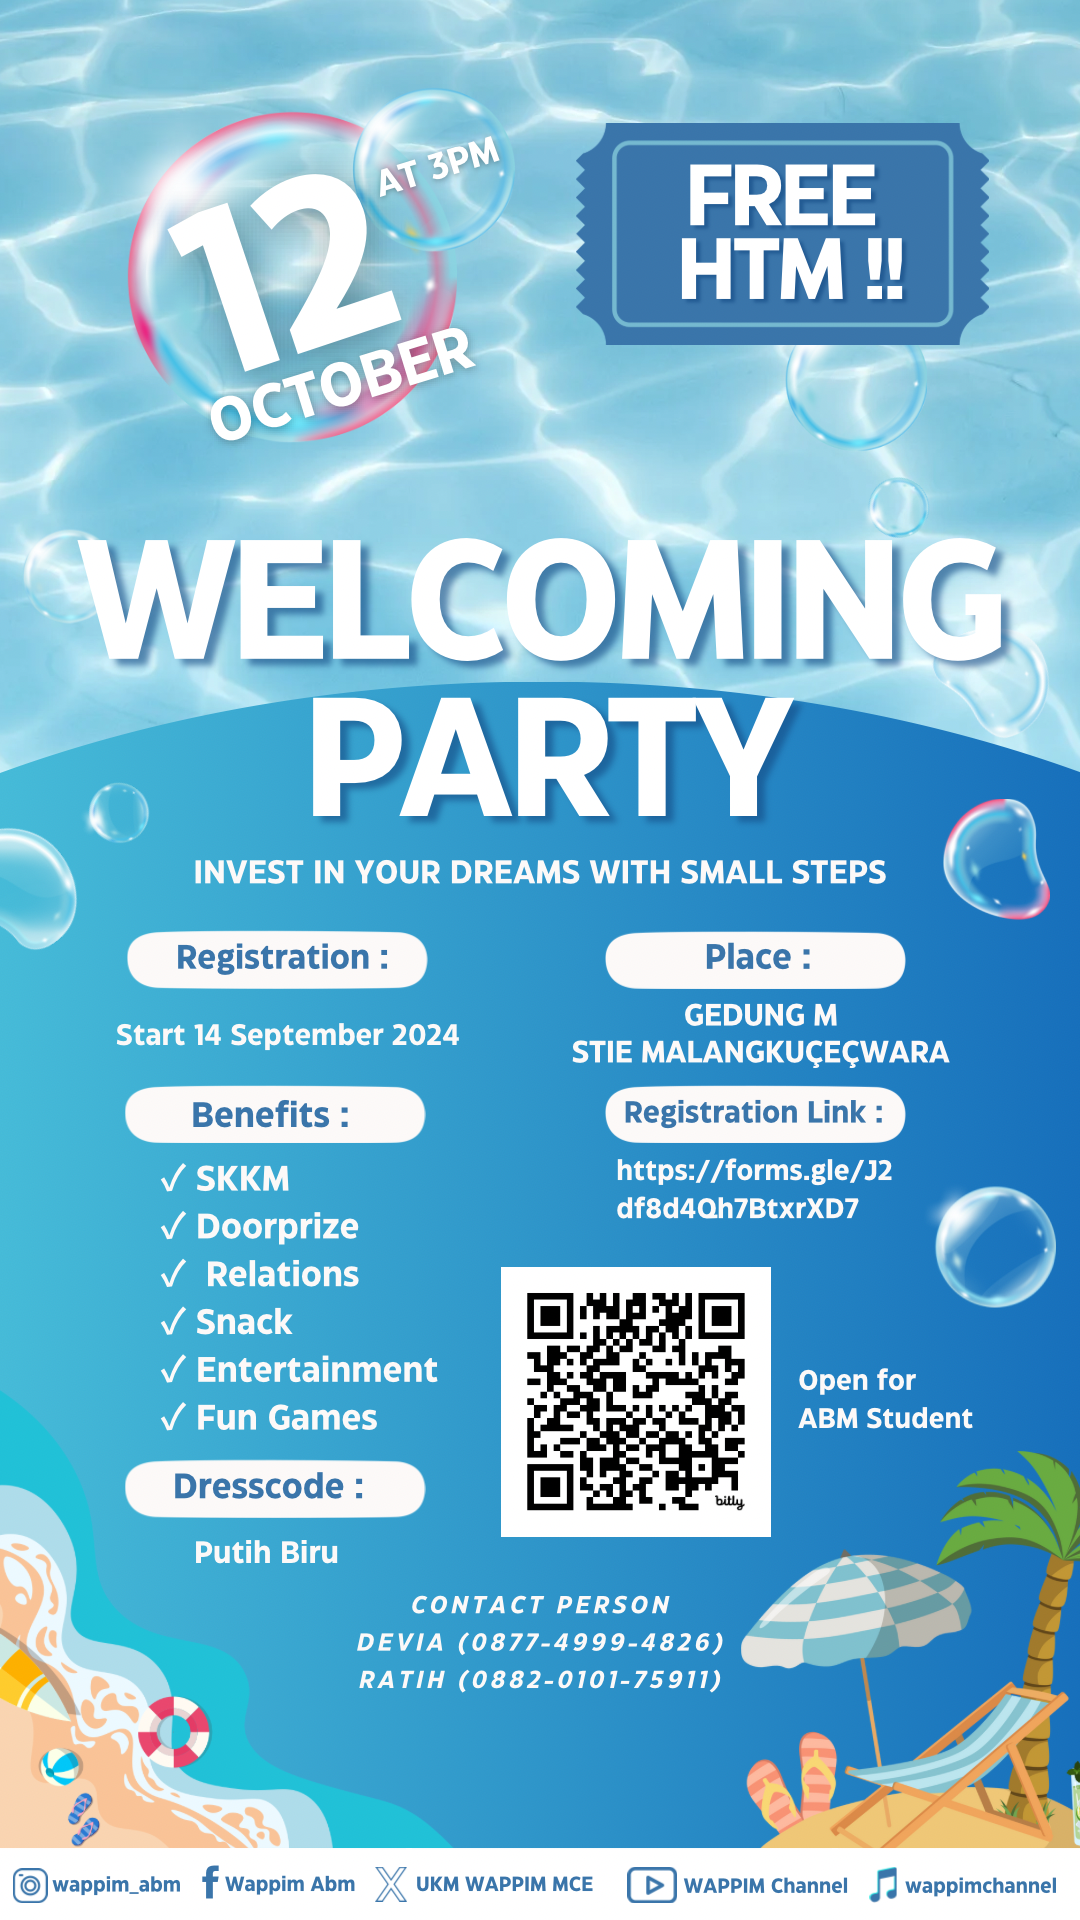 AT 3PM
12
OCTOBER
FREE
HTM !!
WELCOMING
PARTY
INVEST IN YOUR DREAMS WITH SMALL STEPS
Registration :
Start 14 September 2024
Place :
GEDUNG M
STIE MALANGKUÇEÇWARA
Benefits :
✓ SKKM
✓ Doorprize
✓ Relations
✓ Snack
✓ Entertainment
✓ Fun Games
Registration Link :
https://forms.gle/J2
df8d4Qh7BtxrXD7
bitly
Open for
ABM Student
Dresscode :
Putih Biru
CONTACT PERSON
DEVIA (0877-4999-4826)
RATIH (0882-0101-75911)
wappim_abm
Wappim Abm
UKM WAPPIM MCE
WAPPIM Channel
wappimchannel